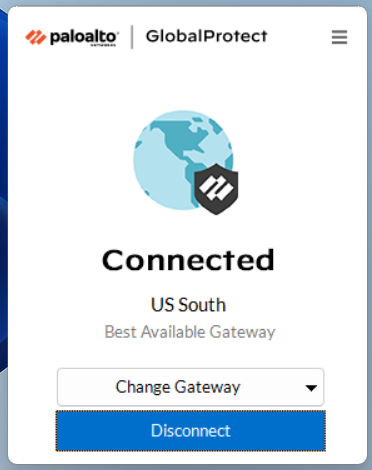 paloalto NETWORKS | GlobalProtect
Connected
US South
Best Available Gateway
Change Gateway
Disconnect